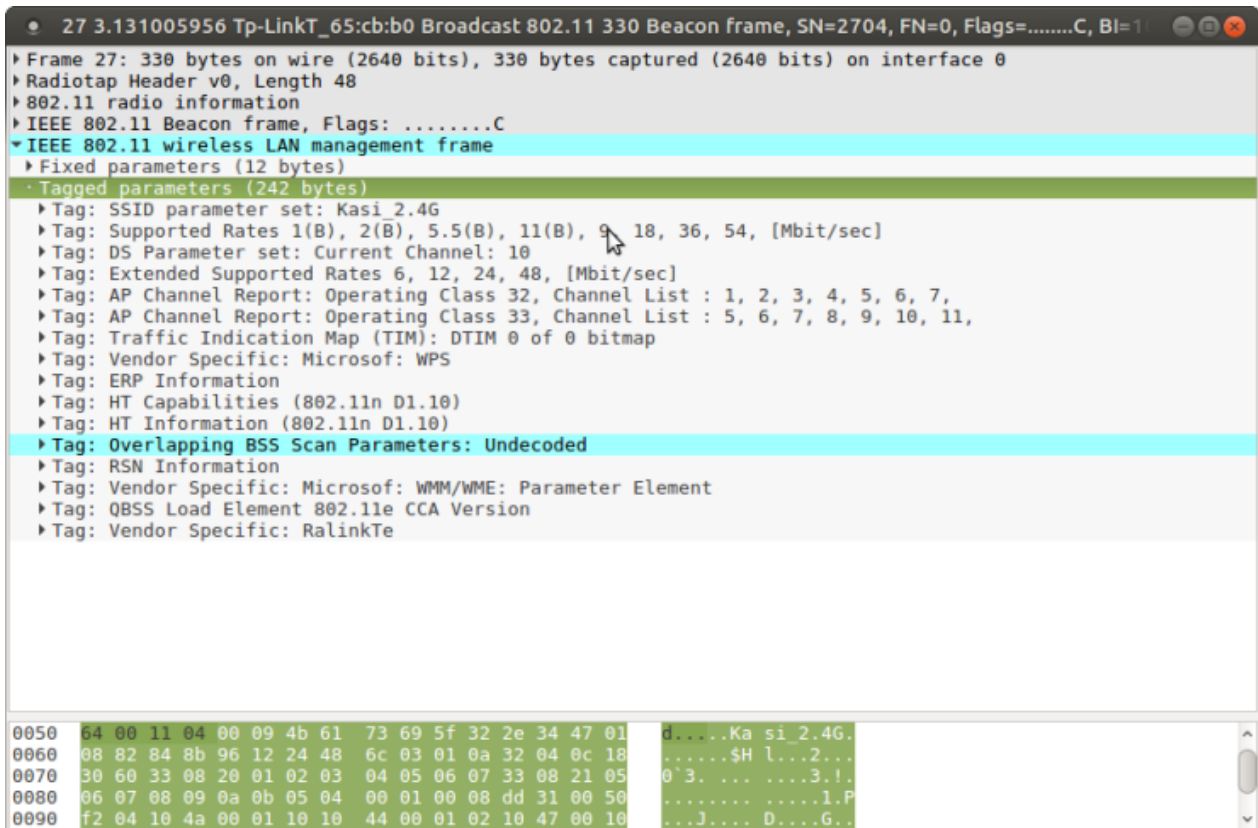 27 3.131005956 Tp-LinkT_65:cb:b0 Broadcast 802.11 330 Beacon frame, SN=2704, FN=0, Flags=........C, BI=1
Frame 27: 330 bytes on wire (2640 bits), 330 bytes captured (2640 bits) on interface 0
Radiotap Header v0, Length 48
802.11 radio information
IEEE 802.11 Beacon frame, Flags: ........C
IEEE 802.11 wireless LAN management frame
Fixed parameters (12 bytes)
Tagged parameters (242 bytes)
Tag: SSID parameter set: Kasi_2.4G
Tag: Supported Rates 1(B), 2(B), 5.5(B), 11(B), 9, 18, 36, 54, [Mbit/sec]
Tag: DS Parameter set: Current Channel: 10
Tag: Extended Supported Rates 6, 12, 24, 48, [Mbit/sec]
Tag: AP Channel Report: Operating Class 32, Channel List : 1, 2, 3, 4, 5, 6, 7,
Tag: AP Channel Report: Operating Class 33, Channel List : 5, 6, 7, 8, 9, 10, 11,
Tag: Traffic Indication Map (TIM): DTIM 0 of 0 bitmap
Tag: Vendor Specific: Microsof: WPS
Tag: ERP Information
Tag: HT Capabilities (802.11n D1.10)
Tag: HT Information (802.11n D1.10)
Tag: Overlapping BSS Scan Parameters: Undecoded
Tag: RSN Information
Tag: Vendor Specific: Microsof: WMM/WME: Parameter Element
Tag: QBSS Load Element 802.11e CCA Version
Tag: Vendor Specific: RalinkTe
0050 64 00 11 04 00 09 4b 61 73 69 5f 32 2e 34 47 01 d.....Ka si_2.4G.
0060 08 82 84 8b 96 12 24 48 6c 03 01 0a 32 04 0c 18 ......$H l...2...
0070 30 60 33 08 20 01 02 03 04 05 06 07 33 08 21 05 0`3. ... ....3.!.
0080 06 07 08 09 0a 0b 05 04 00 01 00 08 dd 31 00 50 ........ .....1.P
0090 f2 04 10 4a 00 01 10 10 44 00 01 02 10 47 00 10 ...J.... D....G..